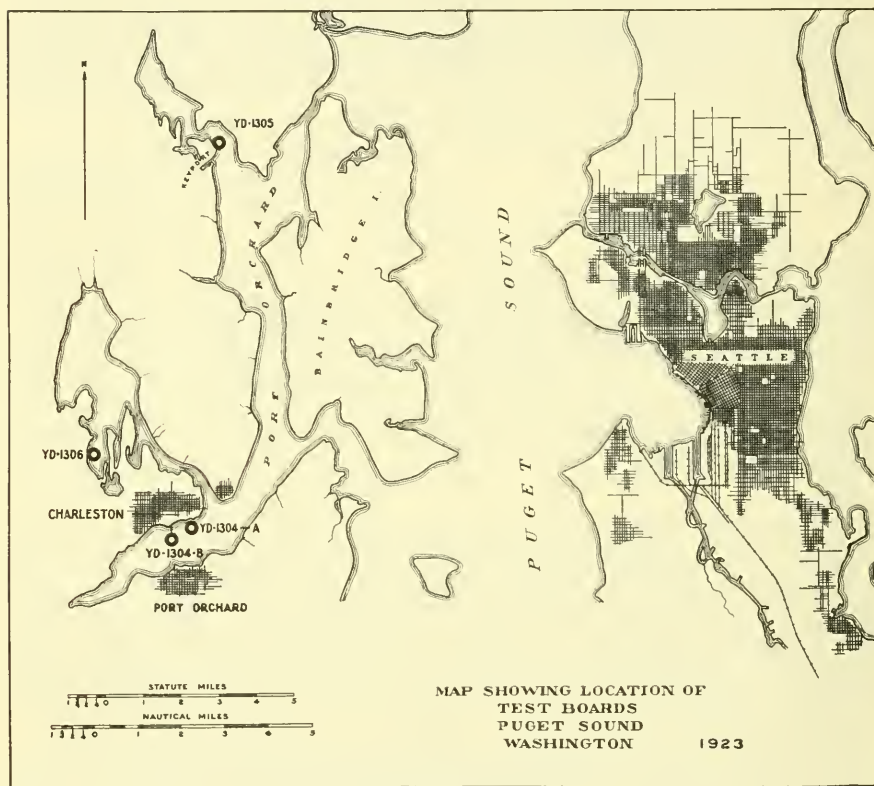 N
YD-1305
KEYPORT
PORT ORCHARD
BAINBRIDGE I.
PUGET SOUND
SEATTLE
YD-1306
CHARLESTON
YD-1304-A
YD-1304-B
PORT ORCHARD
STATUTE MILES
0 1 2 3 4 5
NAUTICAL MILES
0 1 2 3 4 5
MAP SHOWING LOCATION OF
TEST BOARDS
PUGET SOUND
WASHINGTON 1923